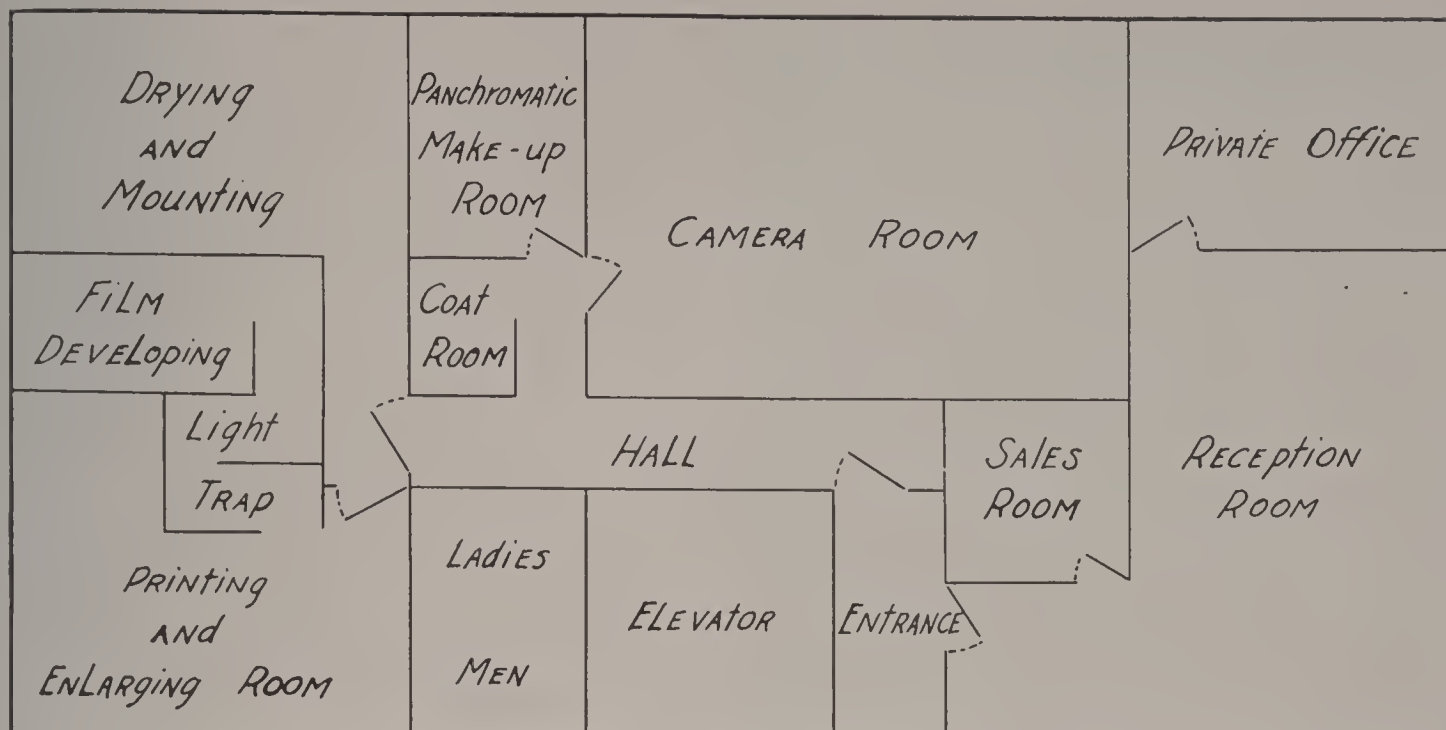 Drying
and
Mounting
Panchromatic
Make-up
Room
Camera Room
Private Office
Film
Developing
Coat
Room
Light
Trap
Hall
Sales
Room
Reception
Room
Printing
and
Enlarging Room
Ladies
Men
Elevator
Entrance